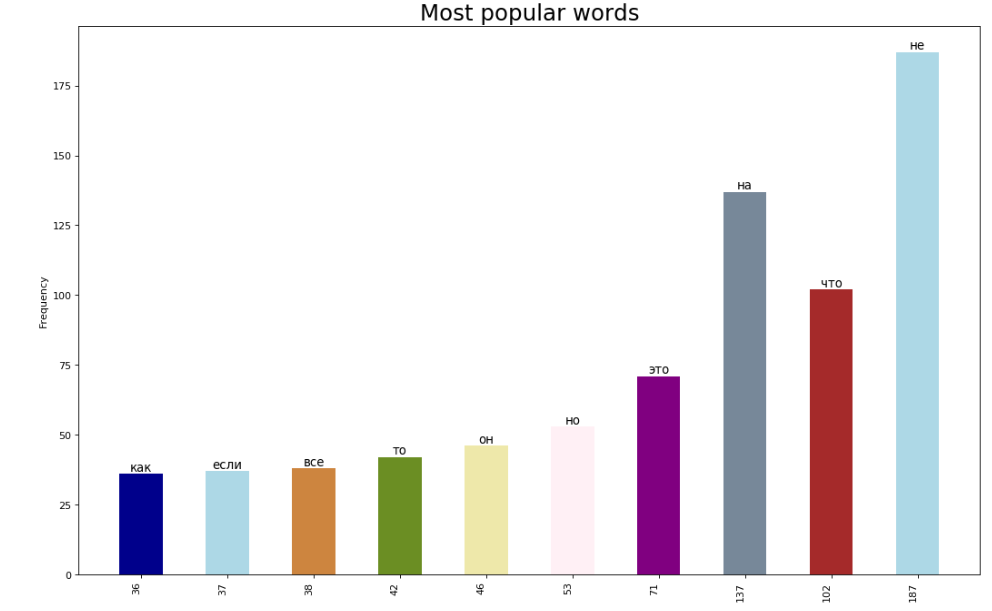 Most popular words
Frequency
175
150
125
100
75
50
25
0
как
если
все
то
он
но
это
на
что
не
36
37
38
42
46
53
71
137
102
187